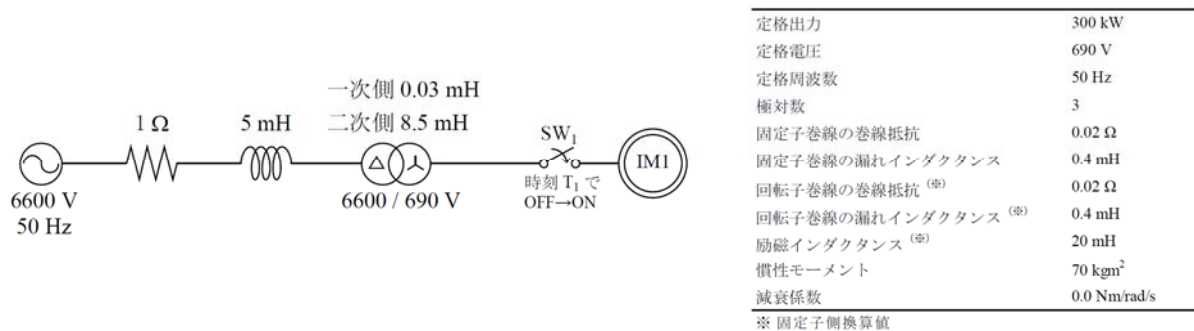 一次側 0.03 mH
二次側 8.5 mH
1 Ω
5 mH
SW1
IM1
時刻 T1 で
OFF→ON
6600 V
50 Hz
6600 / 690 V
定格出力 300 kW
定格電圧 690 V
定格周波数 50 Hz
極対数 3
固定子巻線の巻線抵抗 0.02 Ω
固定子巻線の漏れインダクタンス 0.4 mH
回転子巻線の巻線抵抗 (※) 0.02 Ω
回転子巻線の漏れインダクタンス (※) 0.4 mH
励磁インダクタンス (※) 20 mH
慣性モーメント 70 kgm²
減衰係数 0.0 Nm/rad/s
※ 固定子側換算値